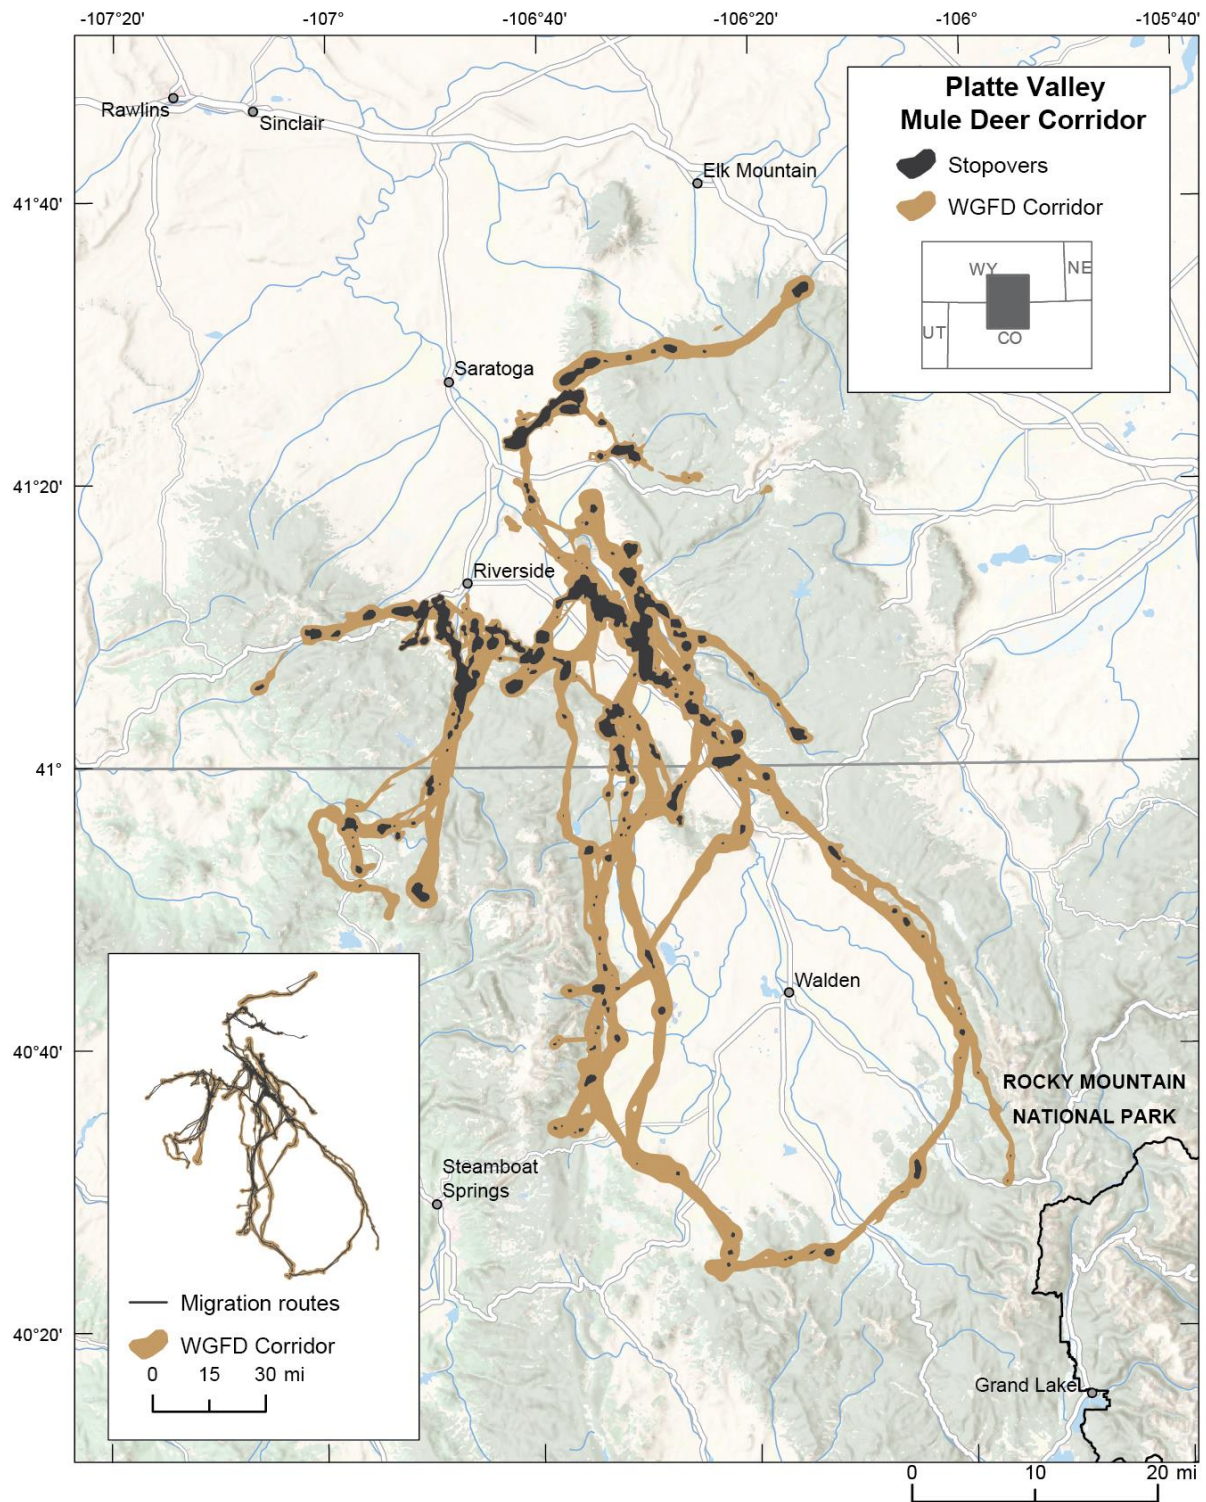 -107°20' -107° -106°40' -106°20' -106° -105°40'
Platte Valley
Mule Deer Corridor
Rawlins
Sinclair
Stopovers
Elk Mountain
41°40'
WGFD Corridor
WY NE
UT
CO
Saratoga
41°20'
Riverside
41°
Walden
40°40'
ROCKY MOUNTAIN
NATIONAL PARK
Steamboat
Springs
Migration routes
40°20'
WGFD Corridor
0 15 30 mi
Grand Lake
0 10 20 mi